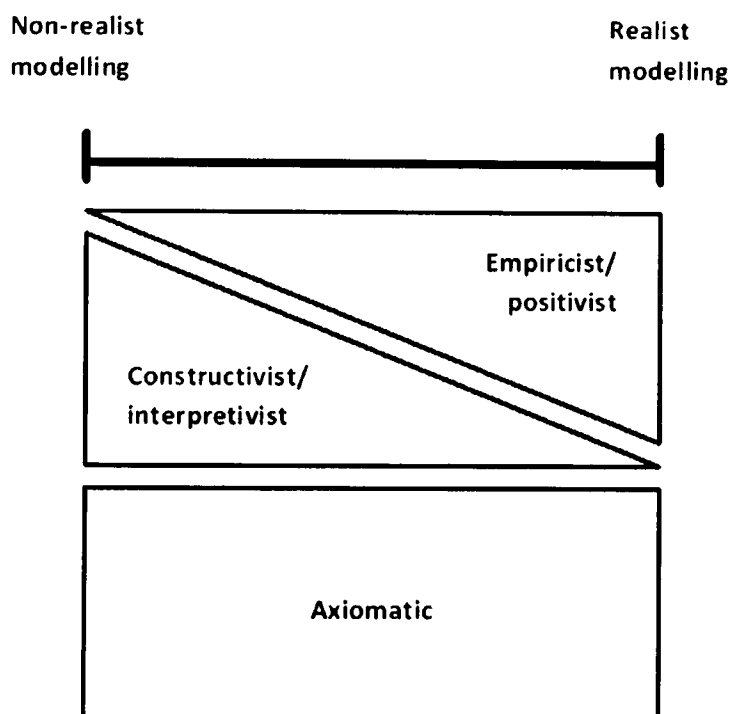 Non-realist
modelling
Realist
modelling
Empiricist/
positivist
Constructivist/
interpretivist
Axiomatic